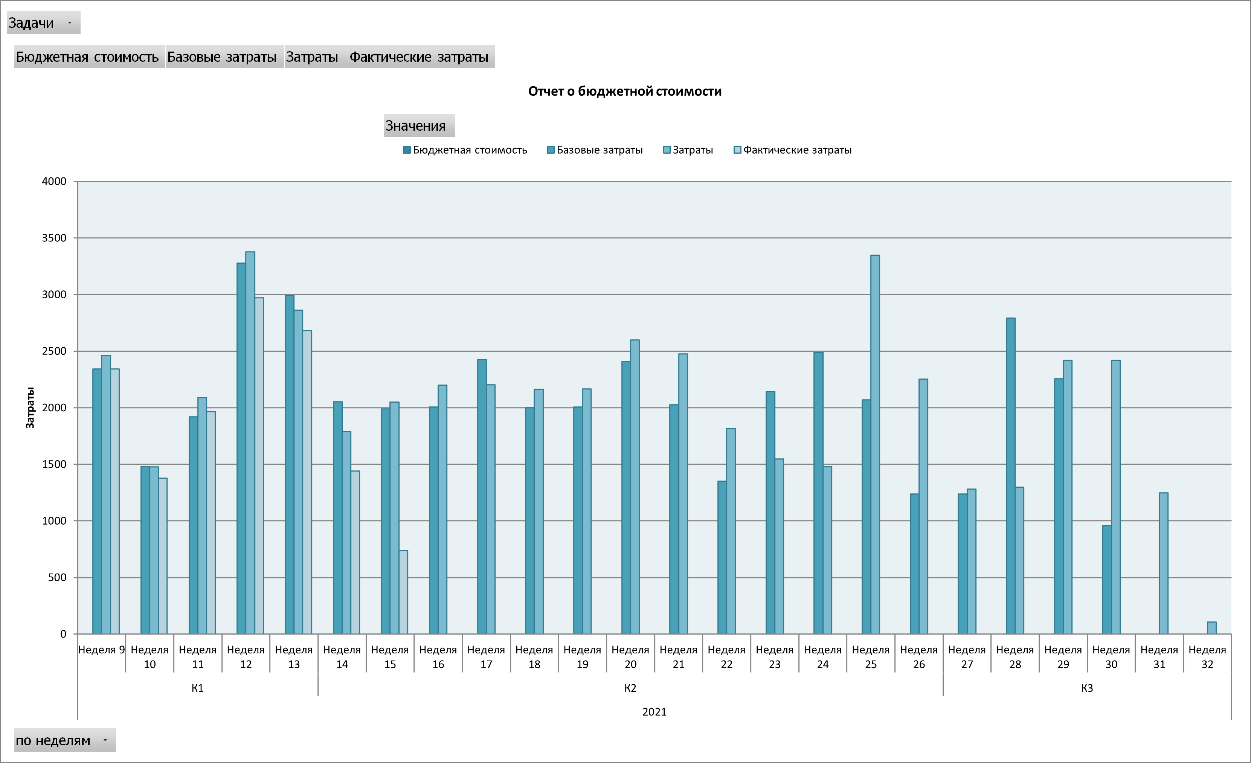 Задачи
Бюджетная стоимость Базовые затраты Затраты Фактические затраты
Отчет о бюджетной стоимости
Значения
Бюджетная стоимость Базовые затраты Затраты Фактические затраты
4000
3500
3000
2500
2000
1500
1000
500
0
Затраты
Неделя 9 Неделя Неделя Неделя Неделя Неделя Неделя Неделя Неделя Неделя Неделя Неделя Неделя Неделя Неделя Неделя Неделя Неделя Неделя Неделя Неделя Неделя Неделя Неделя
10 11 12 13 14 15 16 17 18 19 20 21 22 23 24 25 26 27 28 29 30 31 32
К1 К2 К3
2021
по неделям